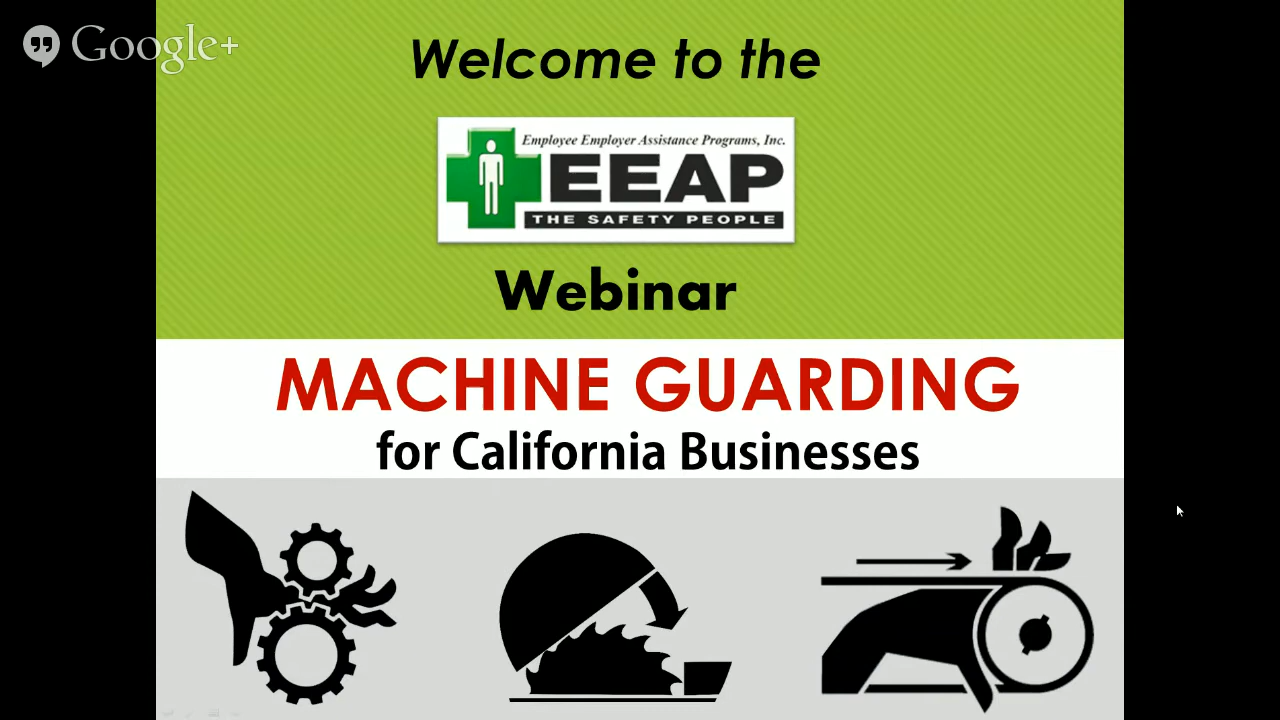 Google+
Welcome to the
Employee Employer Assistance Programs, Inc.
EEAP
THE SAFETY PEOPLE
Webinar
MACHINE GUARDING
for California Businesses